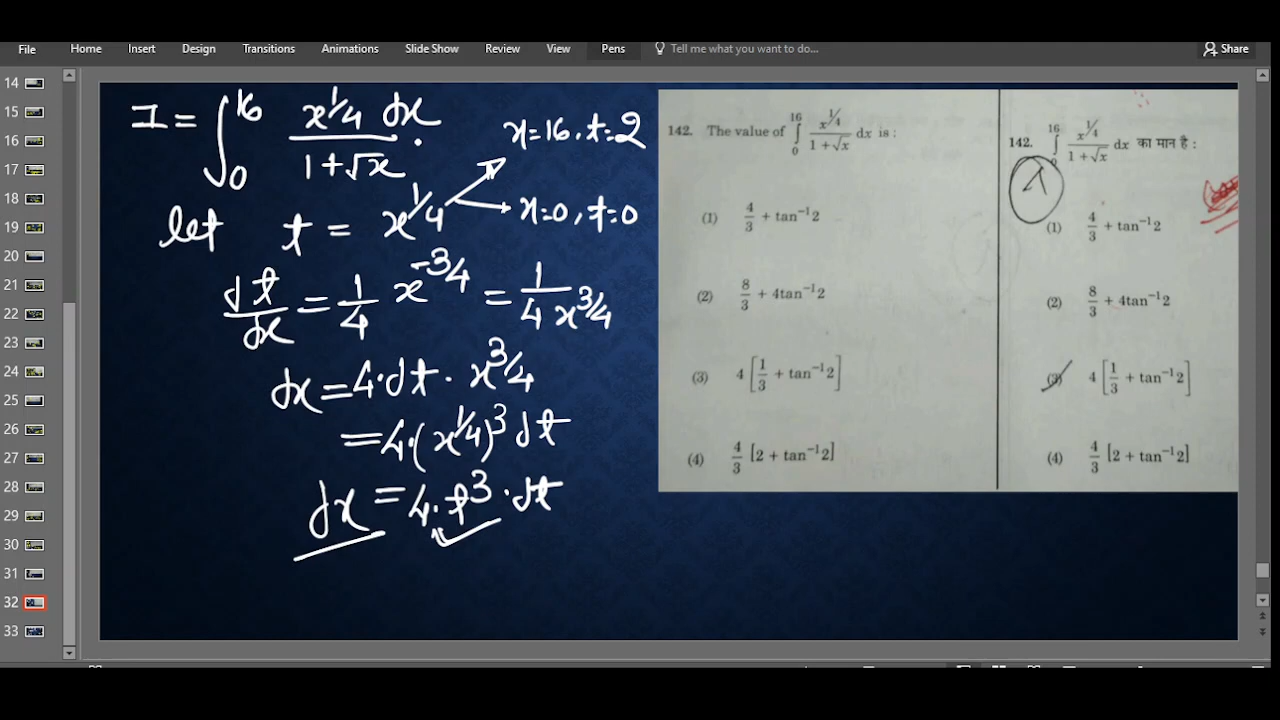 File Home Insert Design Transitions Animations Slide Show Review View Pens Tell me what you want to do... Share
14
15
16
17
18
19
20
21
22
23
24
25
26
27
28
29
30
31
32
33
I = ∫₀¹⁶ x^1/4 dx / 1+√x .
x=16, t=2
let t = x^1/4
x=0, t=0
dt/dx = 1/4 x^-3/4 = 1/4x^3/4
dx = 4·dt · x^3/4
= 4·(x^1/4)³ dt
dx = 4·t³·dt
142. The value of ∫₀¹⁶ x^1/4 / 1+√x dx is :
(1) 4/3 + tan⁻¹2
(2) 8/3 + 4tan⁻¹2
(3) 4 [1/3 + tan⁻¹2]
(4) 4/3 [2 + tan⁻¹2]
142. ∫₀¹⁶ x^1/4 / 1+√x dx का मान है :
(1) 4/3 + tan⁻¹2
(2) 8/3 + 4tan⁻¹2
(3) 4 [1/3 + tan⁻¹2]
(4) 4/3 [2 + tan⁻¹2]